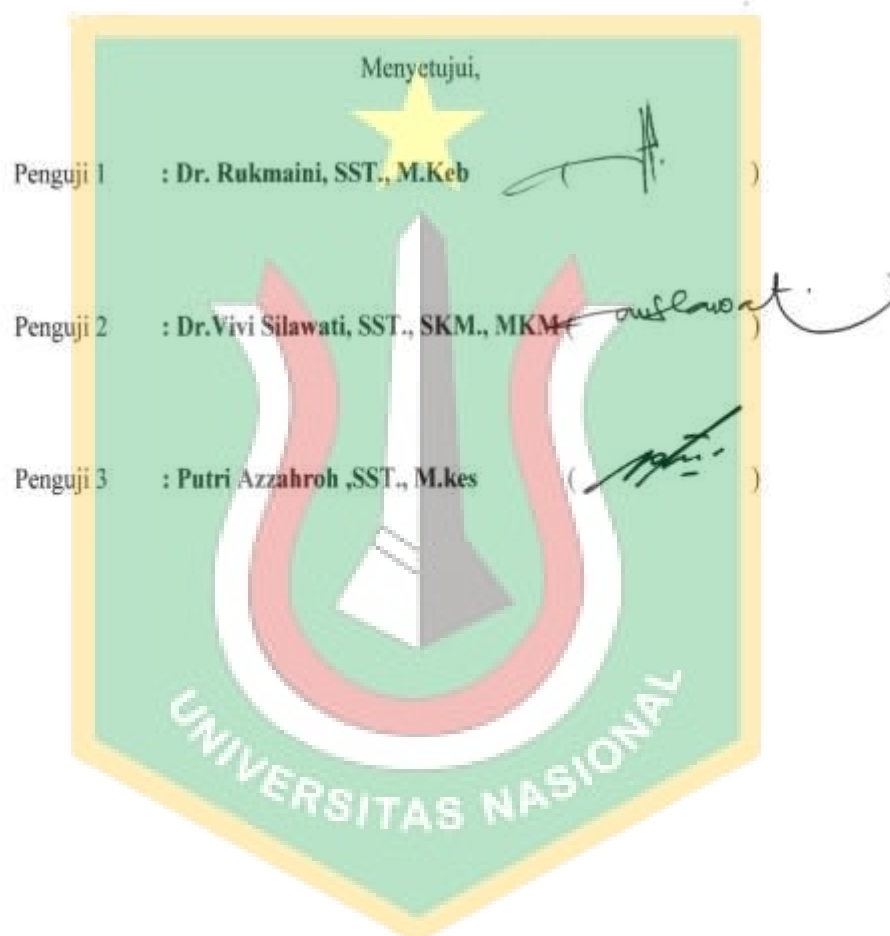 Menyetujui,
Penguji 1 : Dr. Rukmaini, SST., M.Keb ( )
Penguji 2 : Dr.Vivi Silawati, SST., SKM., MKM ( )
Penguji 3 : Putri Azzahroh ,SST., M.kes ( )
UNIVERSITAS NASIONAL